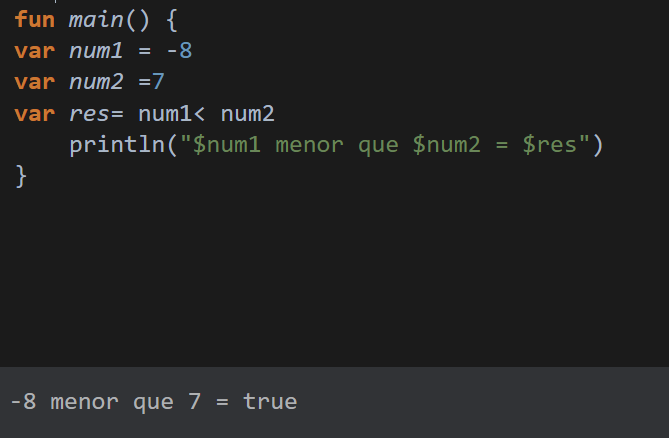 fun main() {
var num1 = -8
var num2 =7
var res= num1< num2
    println("$num1 menor que $num2 = $res")
}
-8 menor que 7 = true